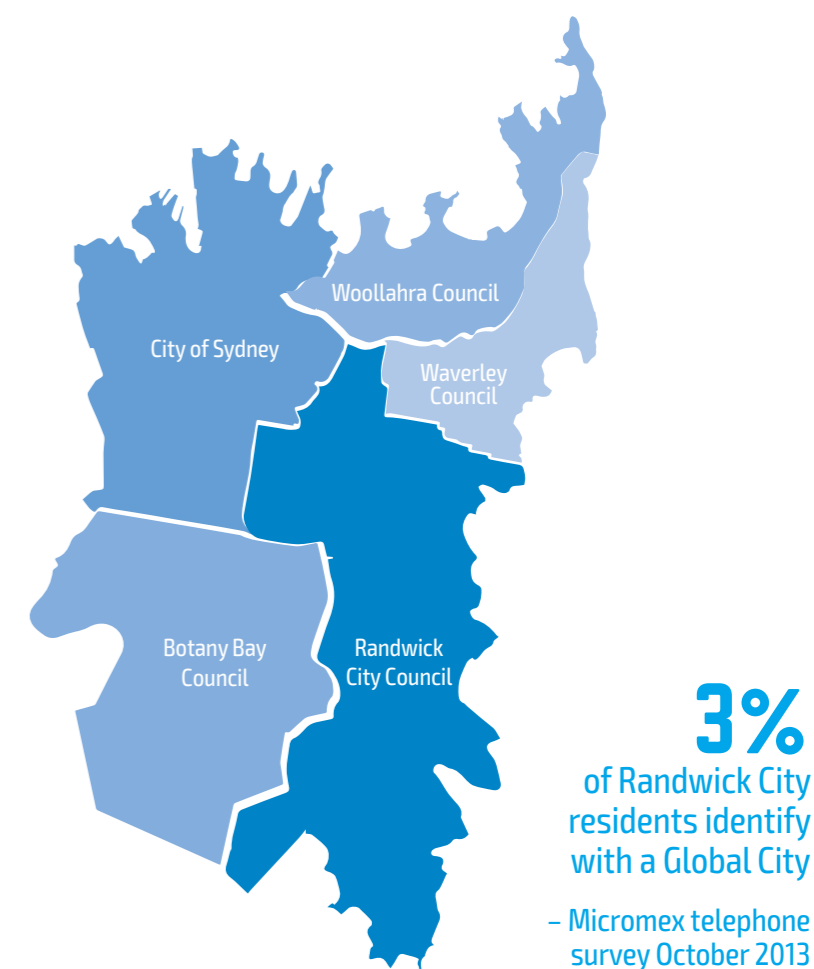 Woollahra Council
City of Sydney
Waverley
Council
Botany Bay
Council
Randwick
City Council
3%
of Randwick City
residents identify
with a Global City
– Micromex telephone
survey October 2013